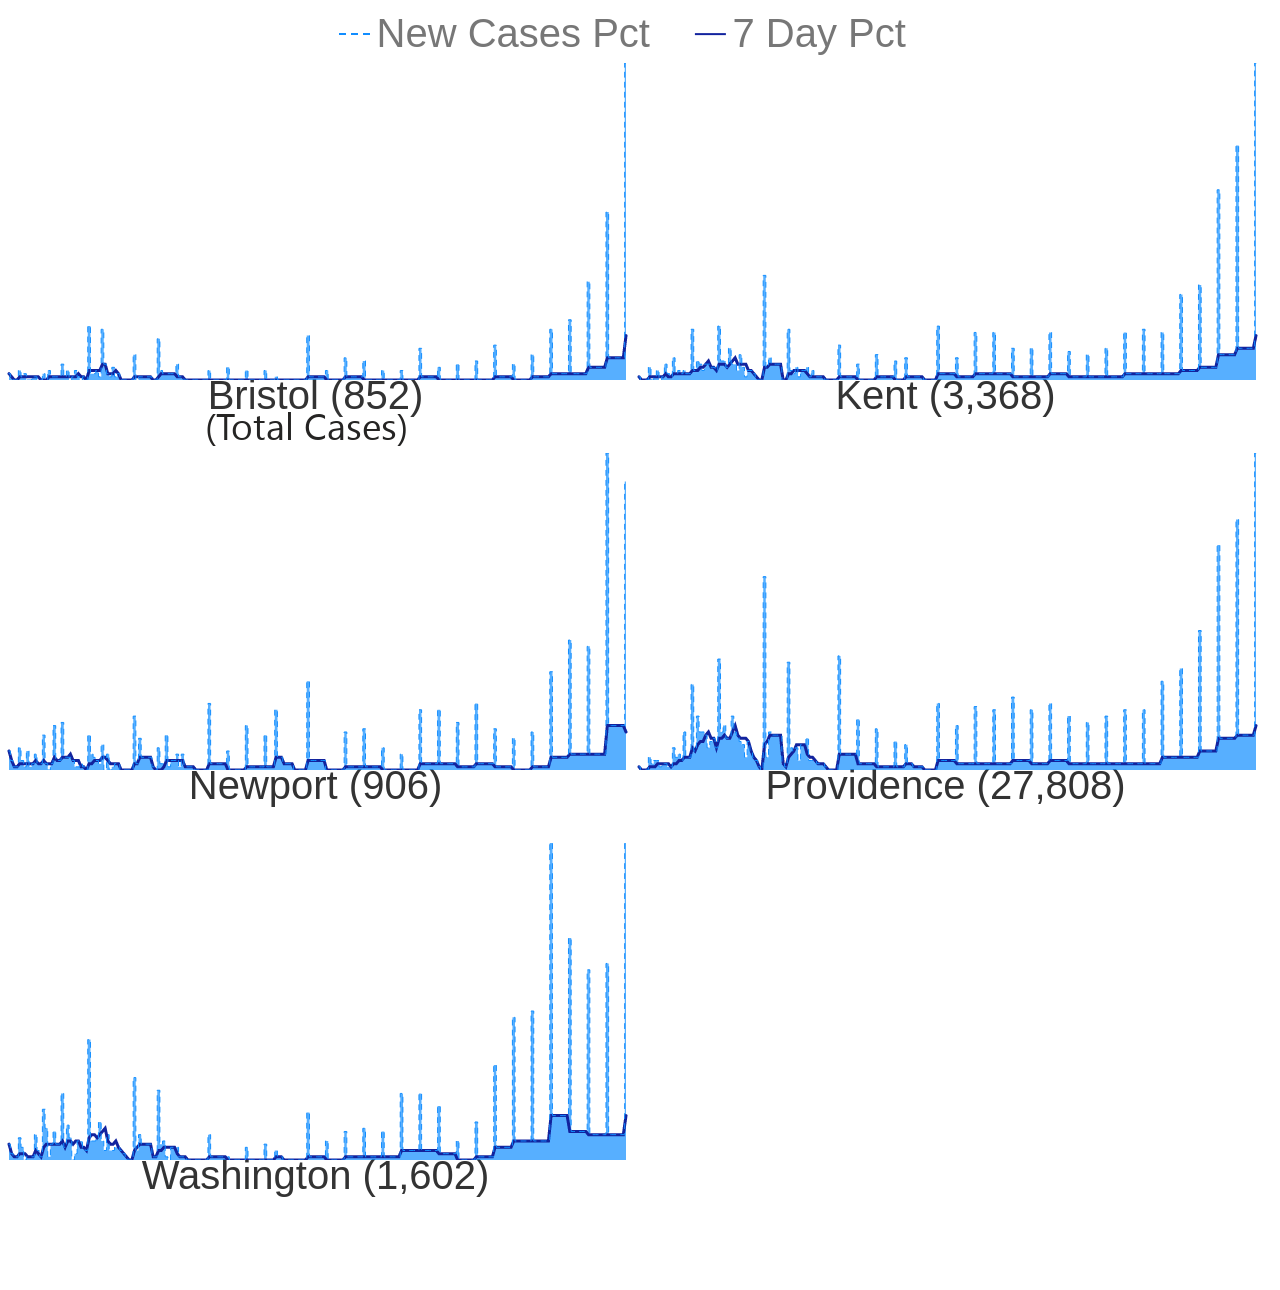 New Cases Pct 7 Day Pct
Bristol (852)
(Total Cases)
Kent (3,368)
Newport (906)
Providence (27,808)
Washington (1,602)